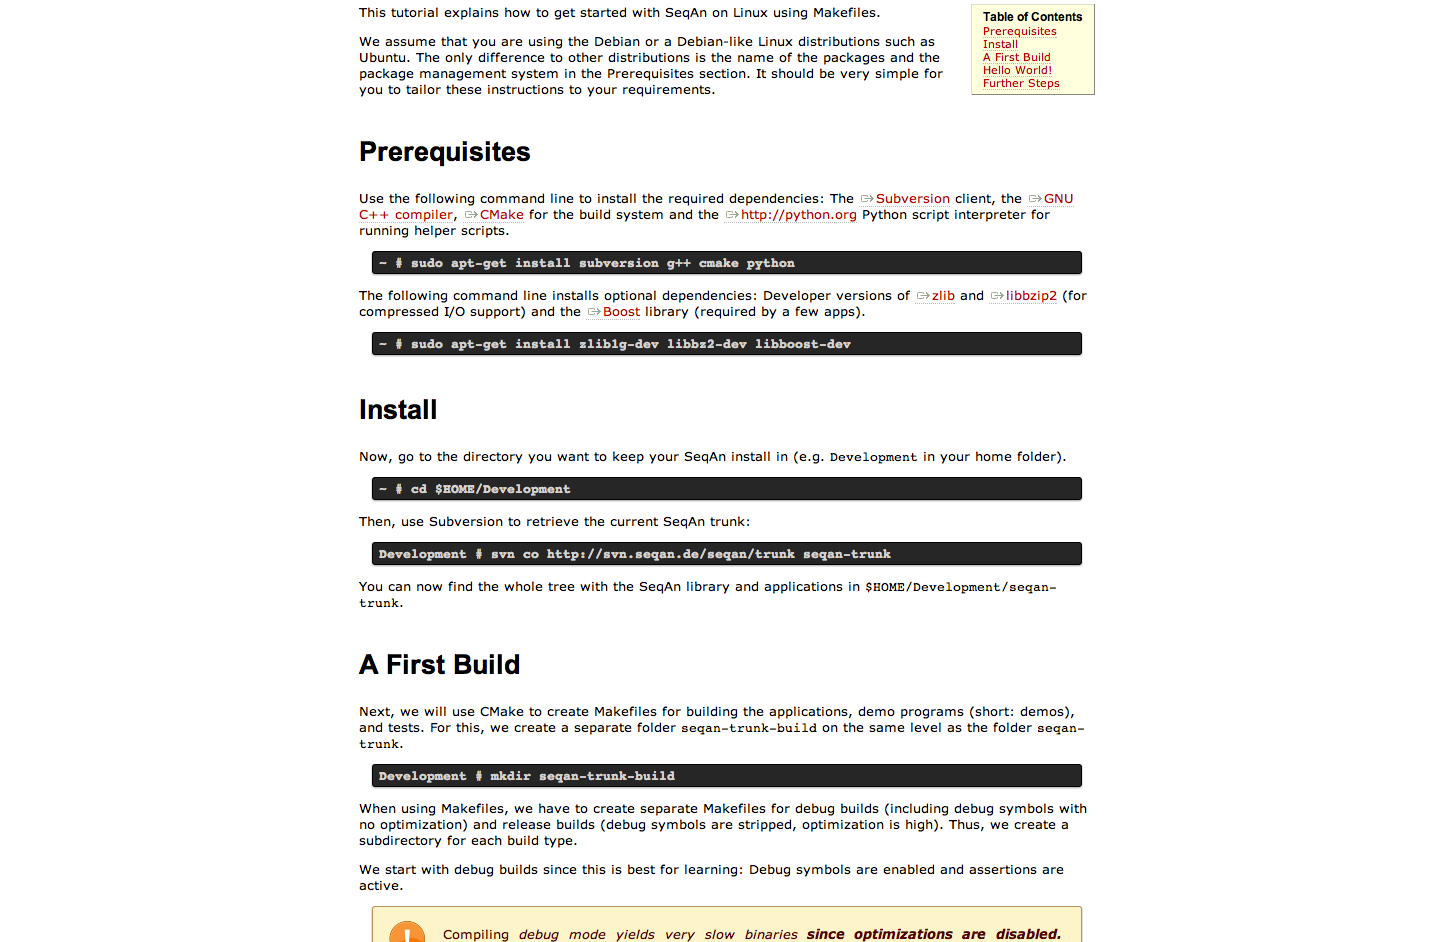 This tutorial explains how to get started with SeqAn on Linux using Makefiles.
We assume that you are using the Debian or a Debian-like Linux distributions such as
Ubuntu. The only difference to other distributions is the name of the packages and the
package management system in the Prerequisites section. It should be very simple for
you to tailor these instructions to your requirements.
Table of Contents
Prerequisites
Install
A First Build
Hello World!
Further Steps
Prerequisites
Use the following command line to install the required dependencies: The Subversion client, the GNU
C++ compiler, CMake for the build system and the http://python.org Python script interpreter for
running helper scripts.
~ # sudo apt-get install subversion g++ cmake python
The following command line installs optional dependencies: Developer versions of zlib and libbzip2 (for
compressed I/O support) and the Boost library (required by a few apps).
~ # sudo apt-get install zlib1g-dev libbz2-dev libboost-dev
Install
Now, go to the directory you want to keep your SeqAn install in (e.g. Development in your home folder).
~ # cd $HOME/Development
Then, use Subversion to retrieve the current SeqAn trunk:
Development # svn co http://svn.seqan.de/seqan/trunk seqan-trunk
You can now find the whole tree with the SeqAn library and applications in $HOME/Development/seqan-
trunk.
A First Build
Next, we will use CMake to create Makefiles for building the applications, demo programs (short: demos),
and tests. For this, we create a separate folder seqan-trunk-build on the same level as the folder seqan-
trunk.
Development # mkdir seqan-trunk-build
When using Makefiles, we have to create separate Makefiles for debug builds (including debug symbols with
no optimization) and release builds (debug symbols are stripped, optimization is high). Thus, we create a
subdirectory for each build type.
We start with debug builds since this is best for learning: Debug symbols are enabled and assertions are
active.
Compiling debug mode yields very slow binaries since optimizations are disabled.